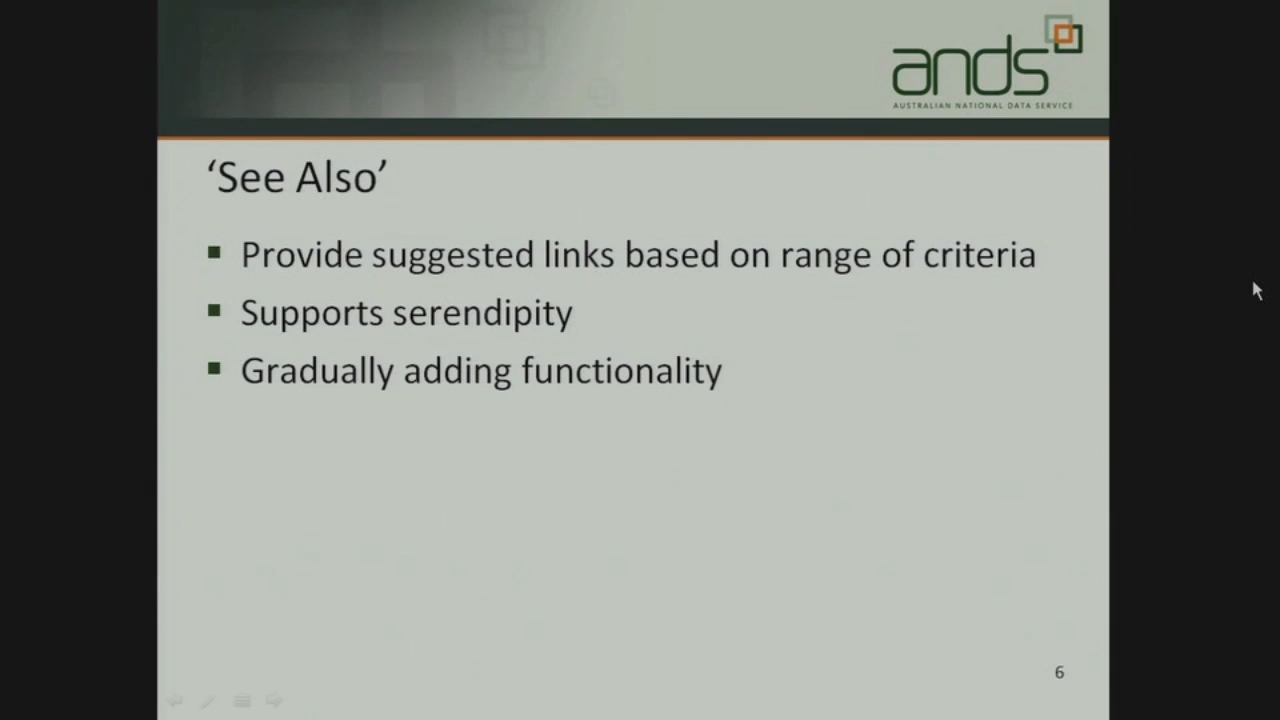 ands
AUSTRALIAN NATIONAL DATA SERVICE
‘See Also’
Provide suggested links based on range of criteria
Supports serendipity
Gradually adding functionality
6